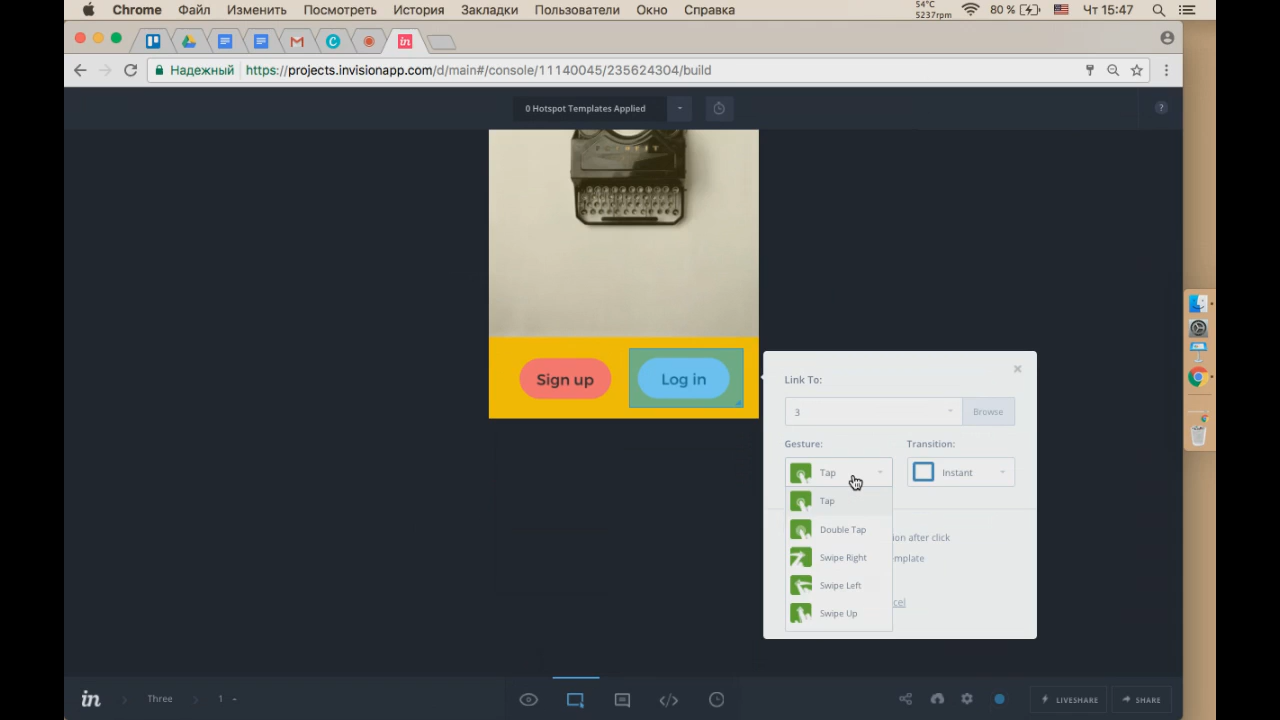 Chrome Файл Изменить Посмотреть История Закладки Пользователи Окно Справка 54°C 5237rpm 80 % Чт 15:47
Надежный https://projects.invisionapp.com/d/main#/console/11140045/235624304/build
0 Hotspot Templates Applied
?
Sign up Log in
Link To:
3 Browse
Gesture: Transition:
Tap Instant
Tap
Double Tap
ion after click
Swipe Right mplate
Swipe Left
cel
Swipe Up
in Three 1 LIVESHARE SHARE